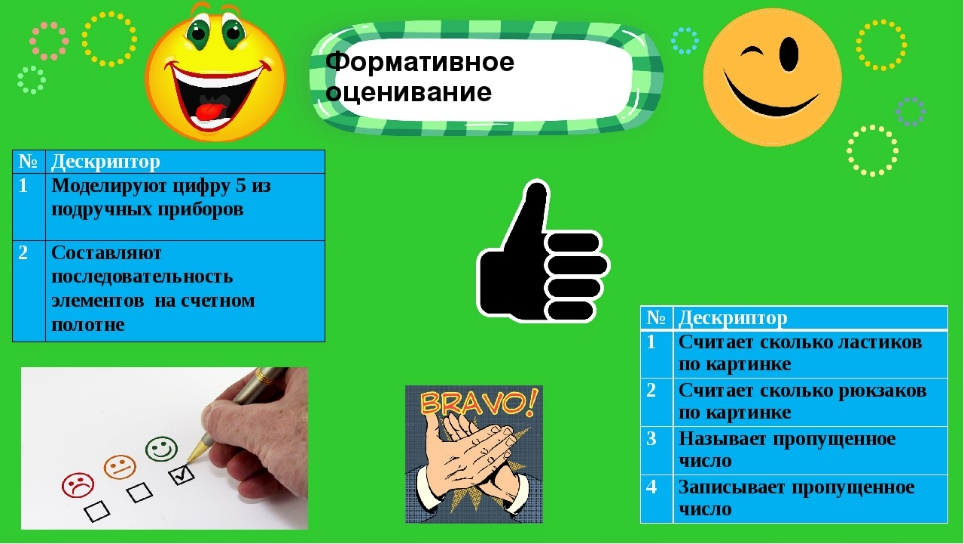 Формативное
оценивание
№ Дескриптор
1 Моделируют цифру 5 из
подручных приборов
2 Составляют
последовательность
элементов на счетном
полотне
BRAVO!
№ Дескриптор
1 Считает сколько ластиков
по картинке
2 Считает сколько рюкзаков
по картинке
3 Называет пропущенное
число
4 Записывает пропущенное
число